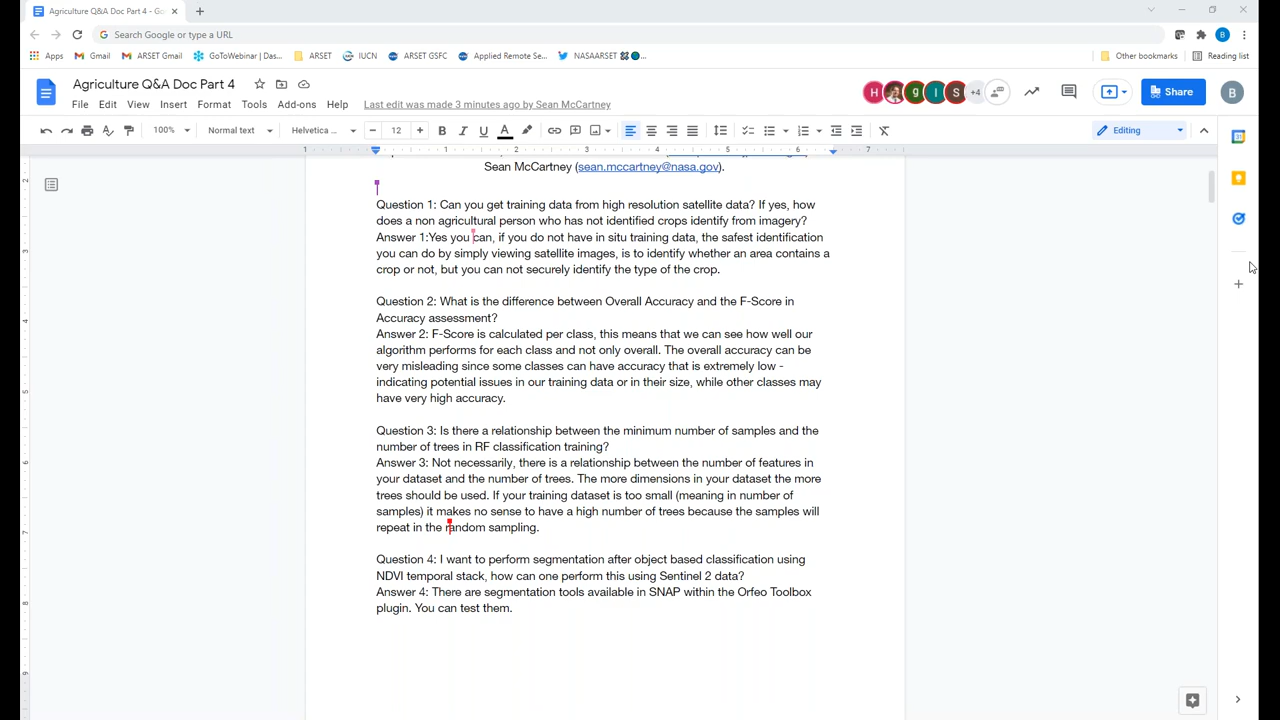 Agriculture Q&A Doc Part 4 - Go
Search Google or type a URL
Apps Gmail ARSET Gmail GoToWebinar | Das... ARSET IUCN ARSET GSFC Applied Remote Se... NASAARSET Other bookmarks Reading list
Agriculture Q&A Doc Part 4
H g I S +4 Share B
File Edit View Insert Format Tools Add-ons Help Last edit was made 3 minutes ago by Sean McCartney
100% Normal text Helvetica ... 12 B I U A Editing
1 1 2 3 4 5 6 7
Sean McCartney (sean.mccartney@nasa.gov).
Question 1: Can you get training data from high resolution satellite data? If yes, how
does a non agricultural person who has not identified crops identify from imagery?
Answer 1:Yes you can, if you do not have in situ training data, the safest identification
you can do by simply viewing satellite images, is to identify whether an area contains a
crop or not, but you can not securely identify the type of the crop.
Question 2: What is the difference between Overall Accuracy and the F-Score in
Accuracy assessment?
Answer 2: F-Score is calculated per class, this means that we can see how well our
algorithm performs for each class and not only overall. The overall accuracy can be
very misleading since some classes can have accuracy that is extremely low -
indicating potential issues in our training data or in their size, while other classes may
have very high accuracy.
Question 3: Is there a relationship between the minimum number of samples and the
number of trees in RF classification training?
Answer 3: Not necessarily, there is a relationship between the number of features in
your dataset and the number of trees. The more dimensions in your dataset the more
trees should be used. If your training dataset is too small (meaning in number of
samples) it makes no sense to have a high number of trees because the samples will
repeat in the random sampling.
Question 4: I want to perform segmentation after object based classification using
NDVI temporal stack, how can one perform this using Sentinel 2 data?
Answer 4: There are segmentation tools available in SNAP within the Orfeo Toolbox
plugin. You can test them.